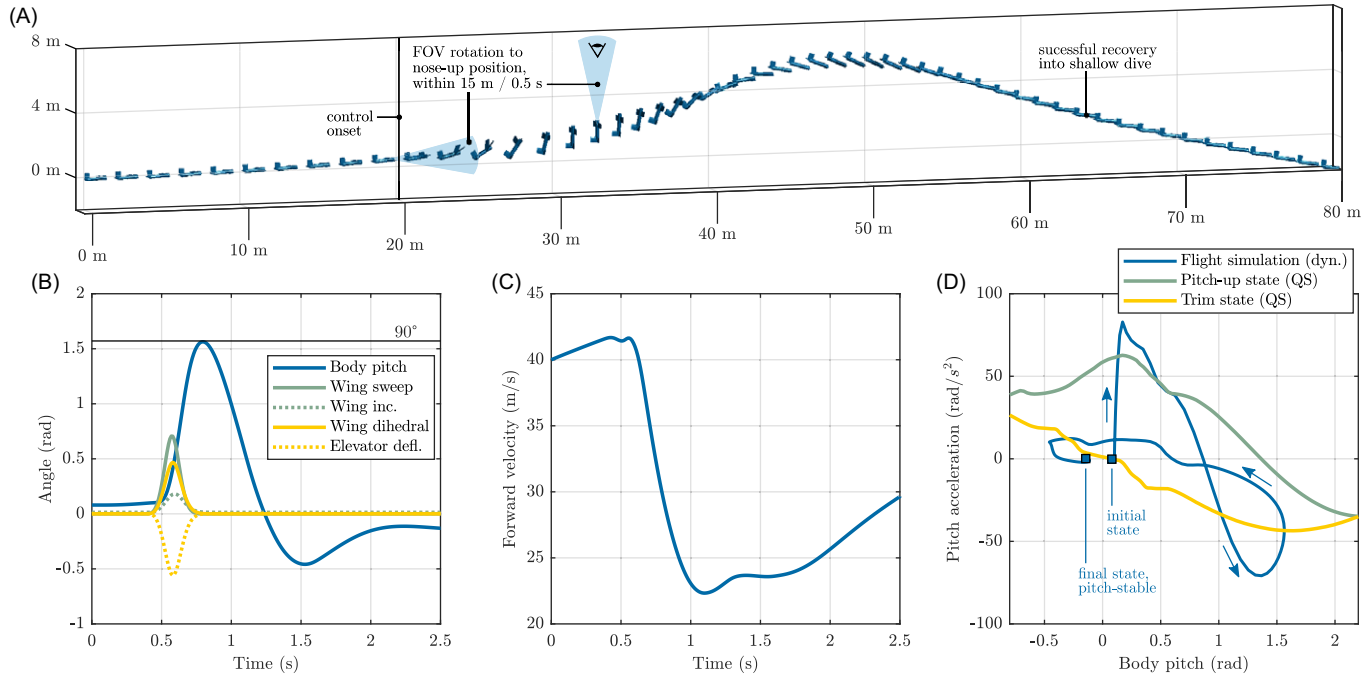 (A)
8 m
4 m
0 m
FOV rotation to
nose-up position,
within 15 m / 0.5 s
control
onset
sucessful recovery
into shallow dive
0 m
10 m
20 m
30 m
40 m
50 m
60 m
70 m
80 m
(B)
2
1.5
1
0.5
0
-0.5
-1
Angle (rad)
90°
Body pitch
Wing sweep
Wing inc.
Wing dihedral
Elevator defl.
0
0.5
1
1.5
2
2.5
Time (s)
(C)
45
40
35
30
25
20
Forward velocity (m/s)
0
0.5
1
1.5
2
2.5
Time (s)
(D)
Flight simulation (dyn.)
Pitch-up state (QS)
Trim state (QS)
100
50
0
-50
-100
Pitch acceleration (rad/s²)
initial
state
final state,
pitch-stable
-0.5
0
0.5
1
1.5
2
Body pitch (rad)